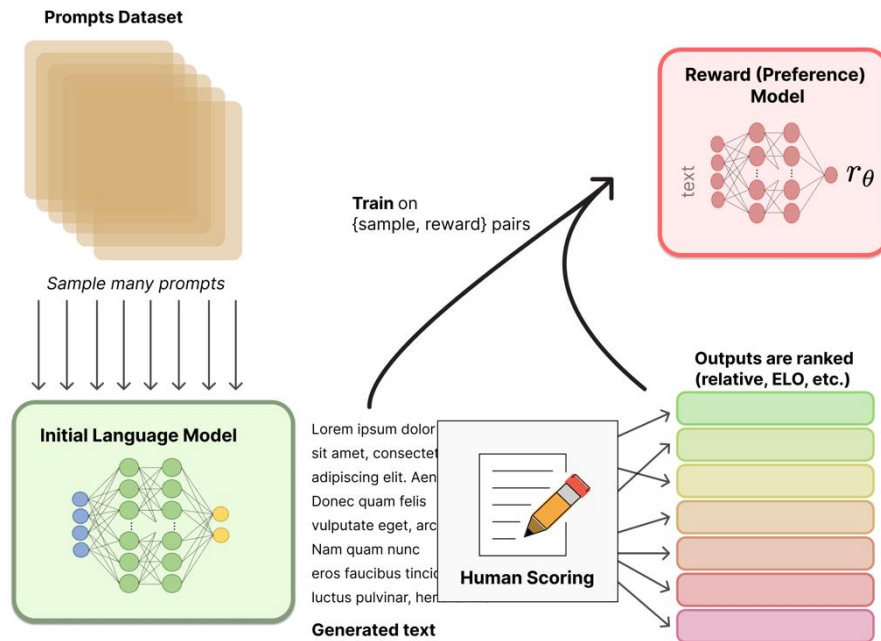 Prompts Dataset
Sample many prompts
Initial Language Model
Train on
{sample, reward} pairs
Reward (Preference)
Model
text
rθ
Lorem ipsum dolor
sit amet, consectet
adipiscing elit. Aen
Donec quam felis
vulputate eget, arc
Nam quam nunc
eros faucibus tincid
luctus pulvinar, hen
Generated text
Human Scoring
Outputs are ranked
(relative, ELO, etc.)